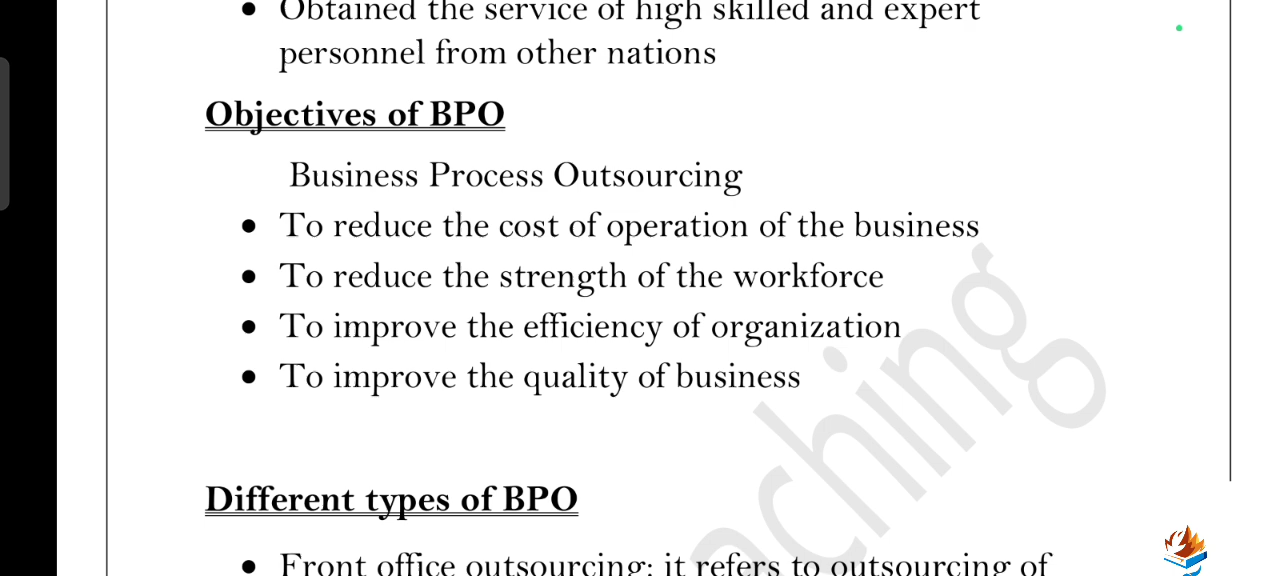 • Obtained the service of high skilled and expert
personnel from other nations
Objectives of BPO
Business Process Outsourcing
• To reduce the cost of operation of the business
• To reduce the strength of the workforce
• To improve the efficiency of organization
• To improve the quality of business
Different types of BPO
• Front office outsourcing: it refers to outsourcing of